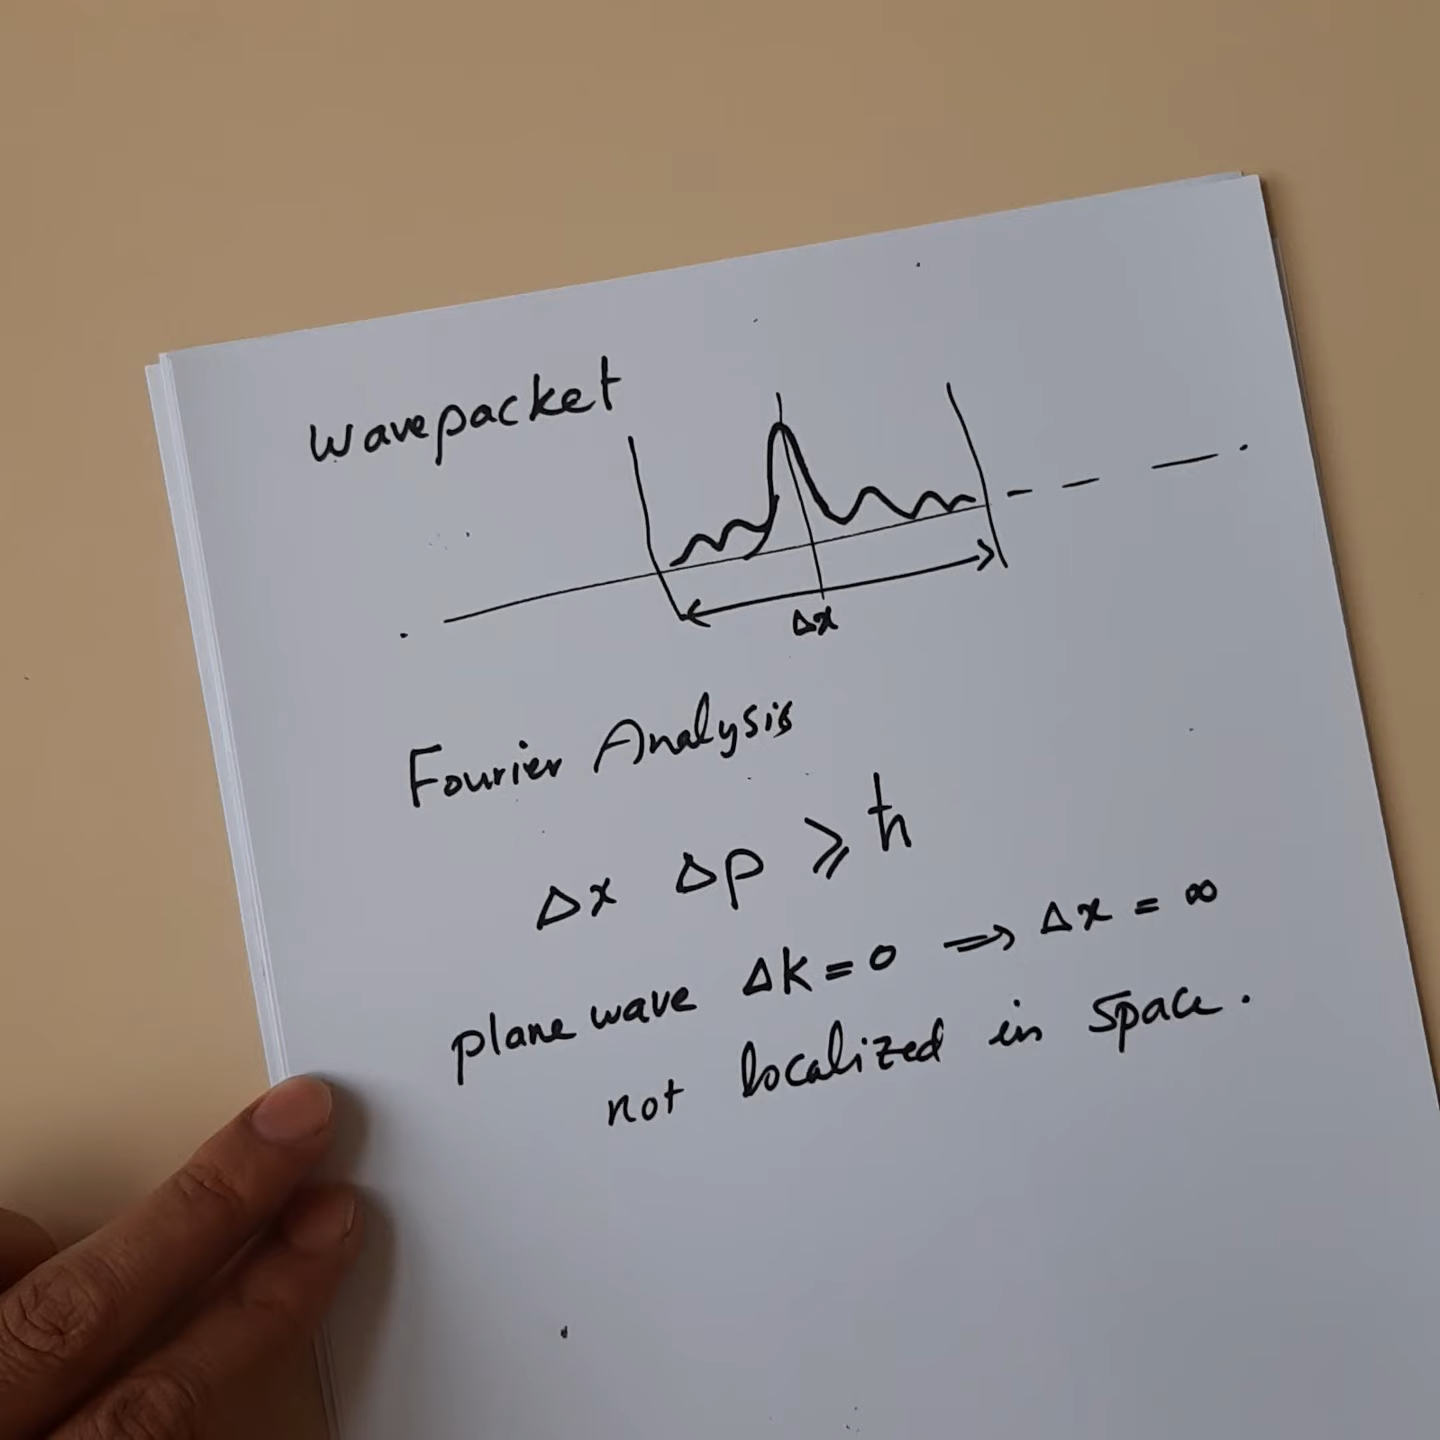 Wavepacket
Δx
Fourier Analysis
Δx Δp ⩾ ħ
plane wave Δk = 0 ⟹ Δx = ∞
not localized in space.